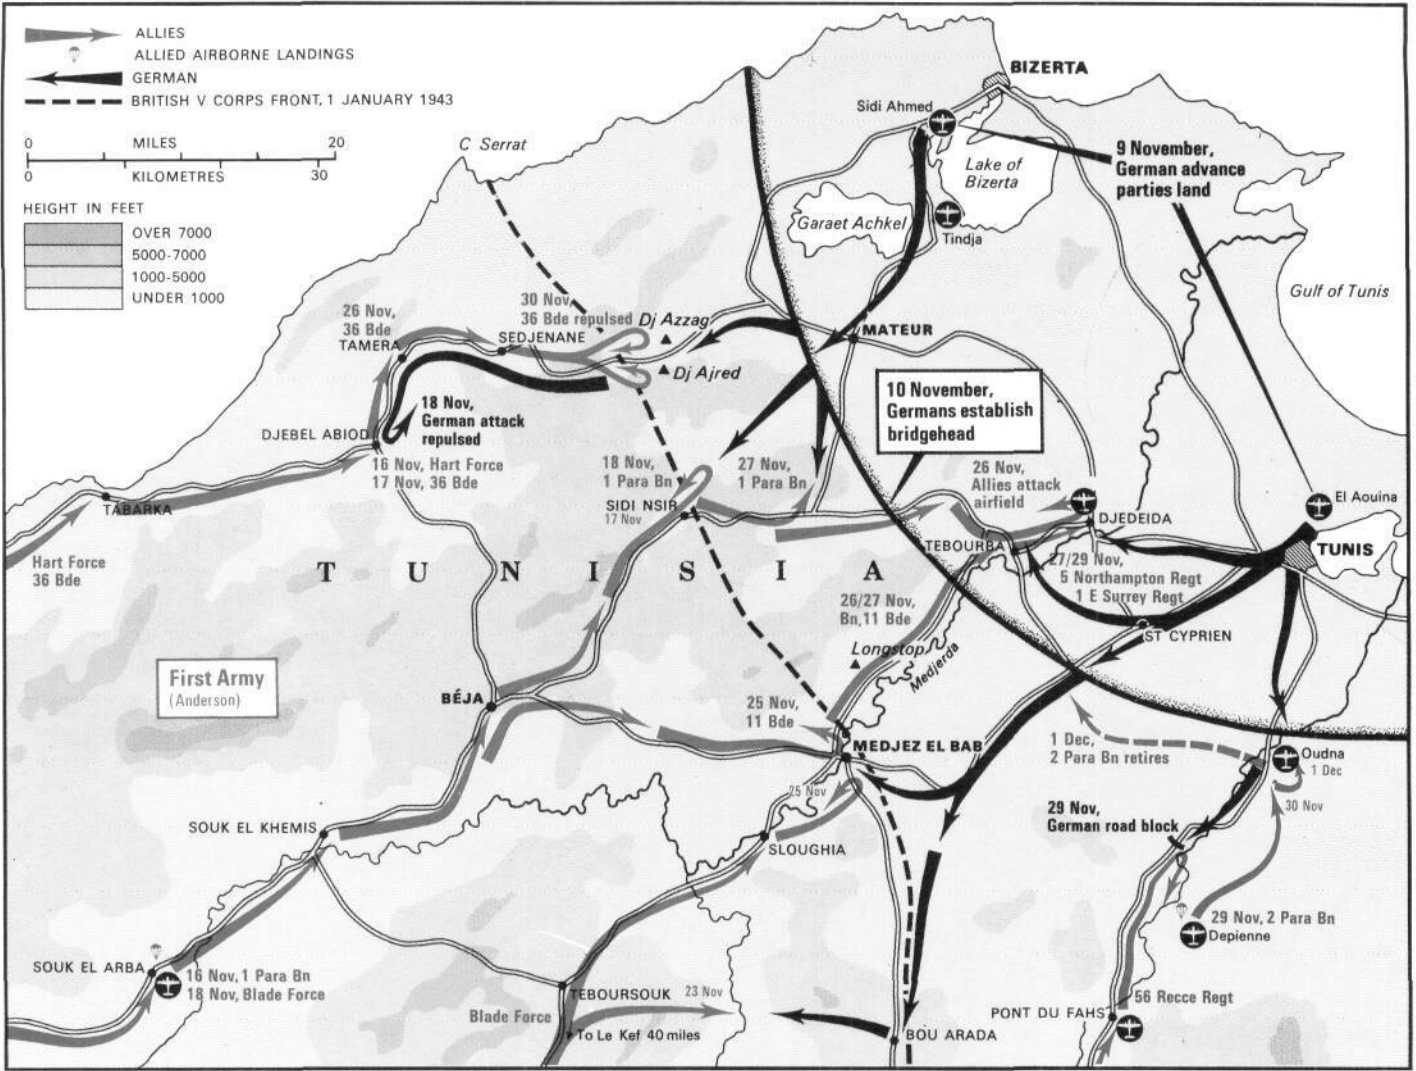 ALLIES
ALLIED AIRBORNE LANDINGS
GERMAN
BRITISH V CORPS FRONT, 1 JANUARY 1943
0 MILES 20
0 KILOMETRES 30
HEIGHT IN FEET
OVER 7000
5000-7000
1000-5000
UNDER 1000
C Serrat
BIZERTA
Sidi Ahmed
Lake of
Bizerta
Garaet Achkel
Tindja
9 November,
German advance
parties land
Gulf of Tunis
26 Nov,
36 Bde
TAMERA
30 Nov,
36 Bde repulsed
SEDJENANE
Dj Azzag
Dj Ajred
MATEUR
10 November,
Germans establish
bridgehead
18 Nov,
German attack
repulsed
DJEBEL ABIOD
16 Nov, Hart Force
17 Nov, 36 Bde
TABARKA
Hart Force
36 Bde
18 Nov,
1 Para Bn
SIDI NSIR
17 Nov
27 Nov,
1 Para Bn
26 Nov,
Allies attack
airfield
DJEDEIDA
El Aouina
TUNIS
TEBOURBA
27/29 Nov,
5 Northampton Regt
1 E Surrey Regt
ST CYPRIEN
TUNISIA
26/27 Nov,
Bn, 11 Bde
Longstop
Medjerda
First Army
(Anderson)
BÉJA
25 Nov,
11 Bde
MEDJEZ EL BAB
1 Dec,
2 Para Bn retires
Oudna
1 Dec
30 Nov
29 Nov,
German road block
25 Nov
SLOUGHIA
SOUK EL KHEMIS
29 Nov, 2 Para Bn
Depienne
SOUK EL ARBA
16 Nov, 1 Para Bn
18 Nov, Blade Force
TEBOURSOUK
23 Nov
Blade Force
To Le Kef 40 miles
BOU ARADA
56 Recce Regt
PONT DU FAHS